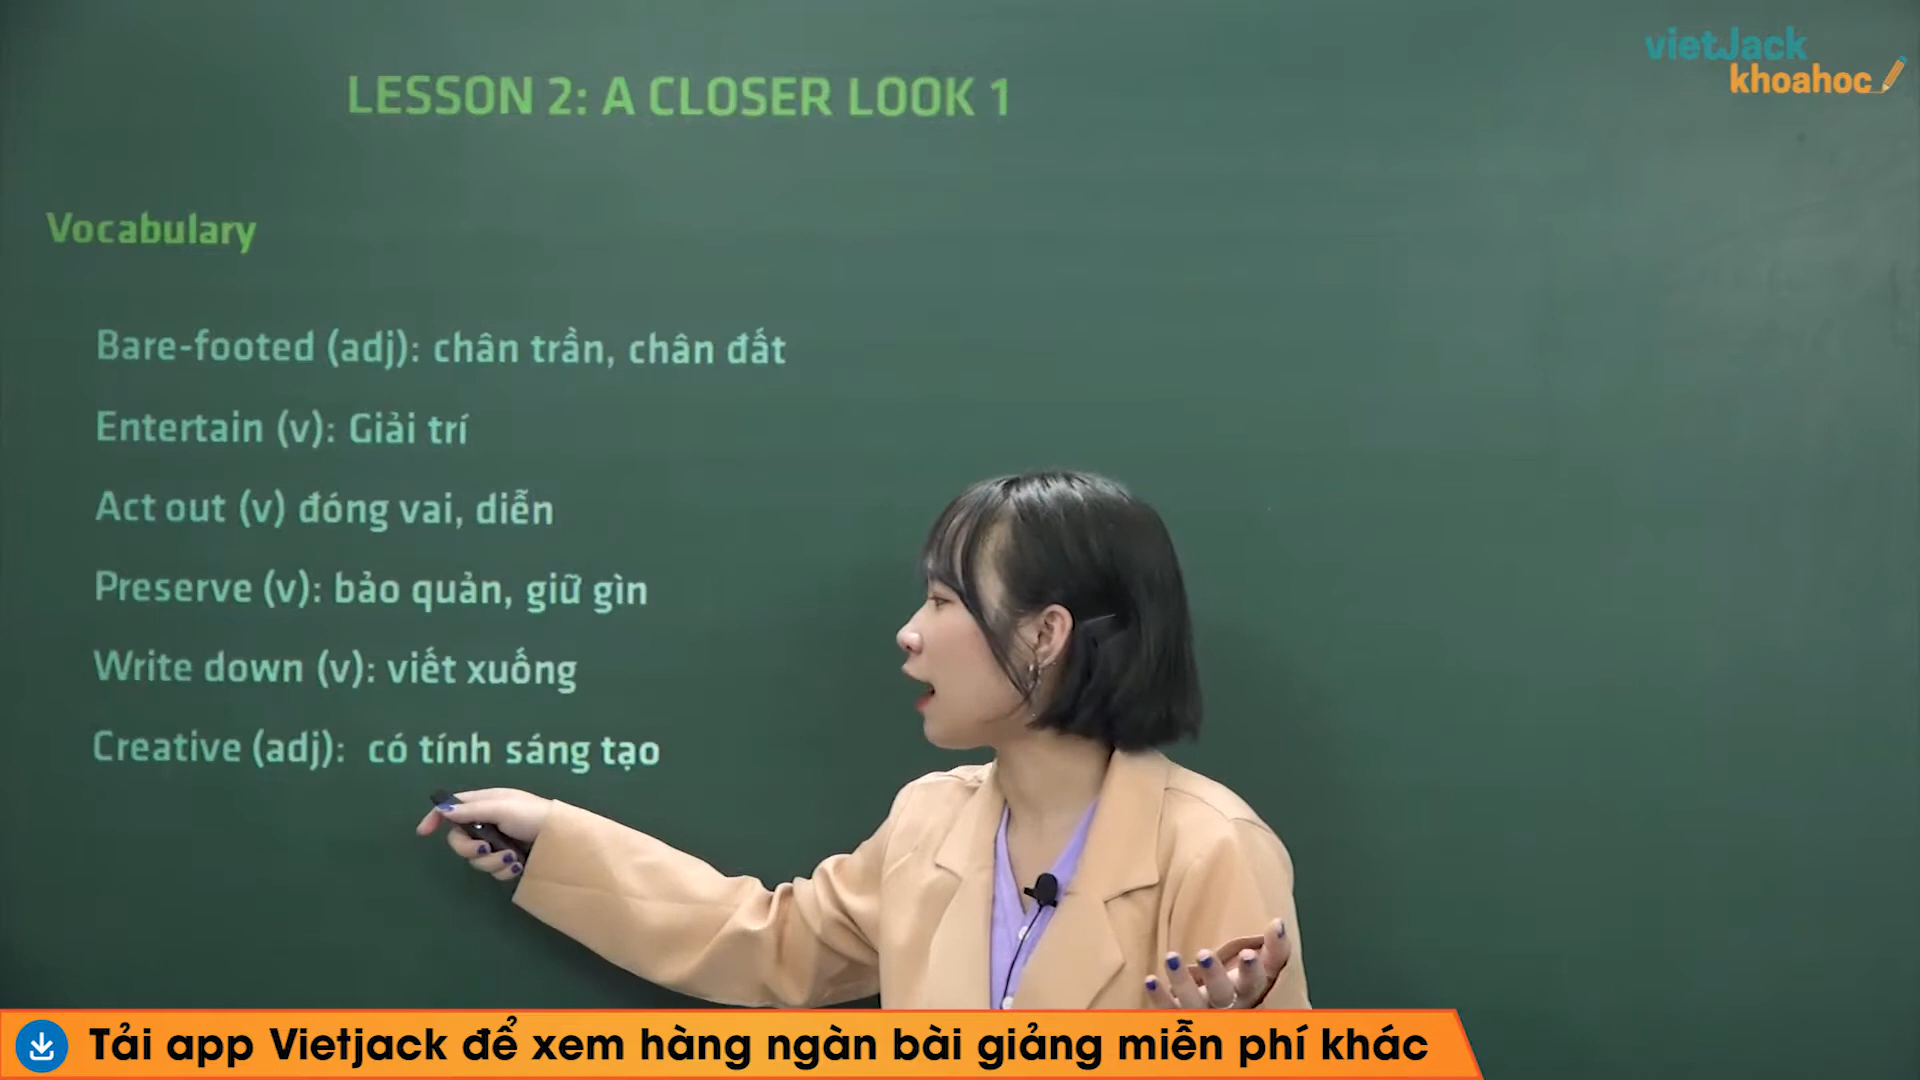 vietJack
khoahoc
LESSON 2: A CLOSER LOOK 1
Vocabulary
Bare-footed (adj): chân trần, chân đất
Entertain (v): Giải trí
Act out (v) đóng vai, diễn
Preserve (v): bảo quản, giữ gìn
Write down (v): viết xuống
Creative (adj): có tính sáng tạo
Tải app Vietjack để xem hàng ngàn bài giảng miễn phí khác